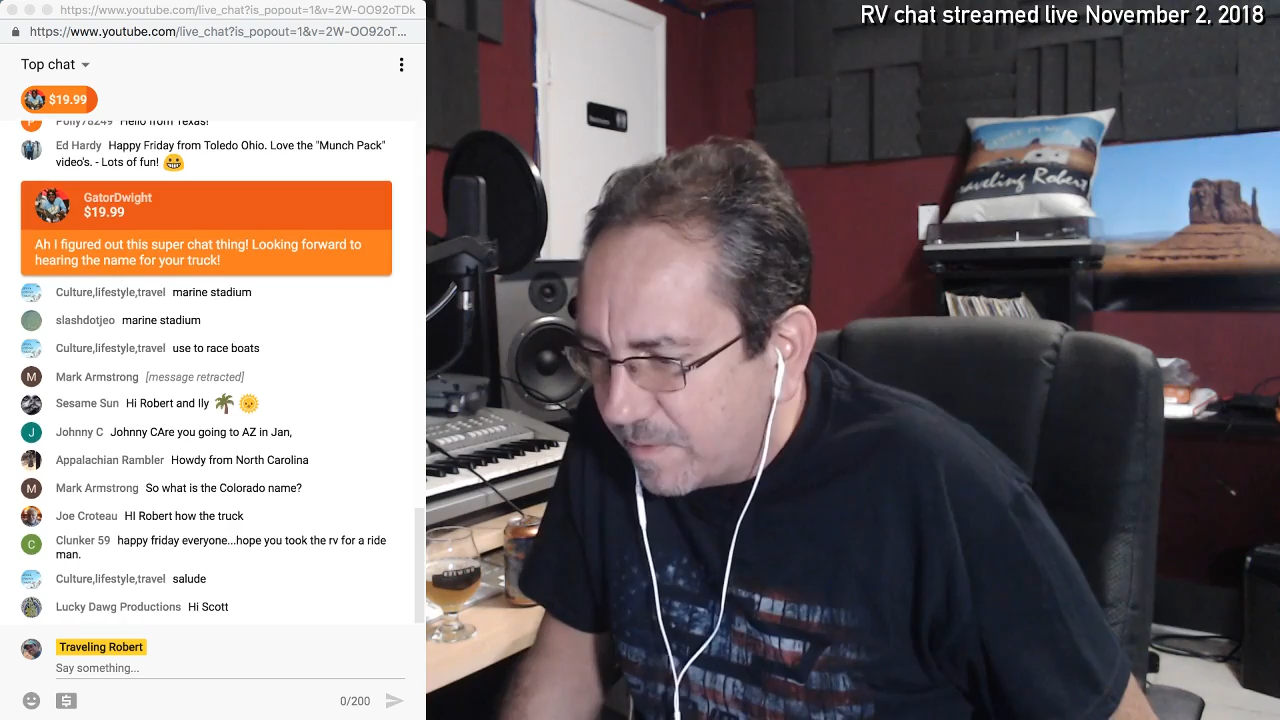 https://www.youtube.com/live_chat?is_popout=1&v=2W-OO92oTDk
https://www.youtube.com/live_chat?is_popout=1&v=2W-OO92oT...
RV chat streamed live November 2, 2018
Top chat
$19.99
Polly78249 Hello from Texas!
Ed Hardy Happy Friday from Toledo Ohio. Love the "Munch Pack"
video's. - Lots of fun! 😀
GatorDwight
$19.99
Ah I figured out this super chat thing! Looking forward to
hearing the name for your truck!
Culture,lifestyle,travel marine stadium
slashdotjeo marine stadium
Culture,lifestyle,travel use to race boats
Mark Armstrong [message retracted]
Sesame Sun Hi Robert and Ily 🌴🌞
Johnny C Johnny CAre you going to AZ in Jan,
Appalachian Rambler Howdy from North Carolina
Mark Armstrong So what is the Colorado name?
Joe Croteau HI Robert how the truck
Clunker 59 happy friday everyone...hope you took the rv for a ride
man.
Culture,lifestyle,travel salude
Lucky Dawg Productions Hi Scott
Traveling Robert
Say something...
0/200
Traveling Robert